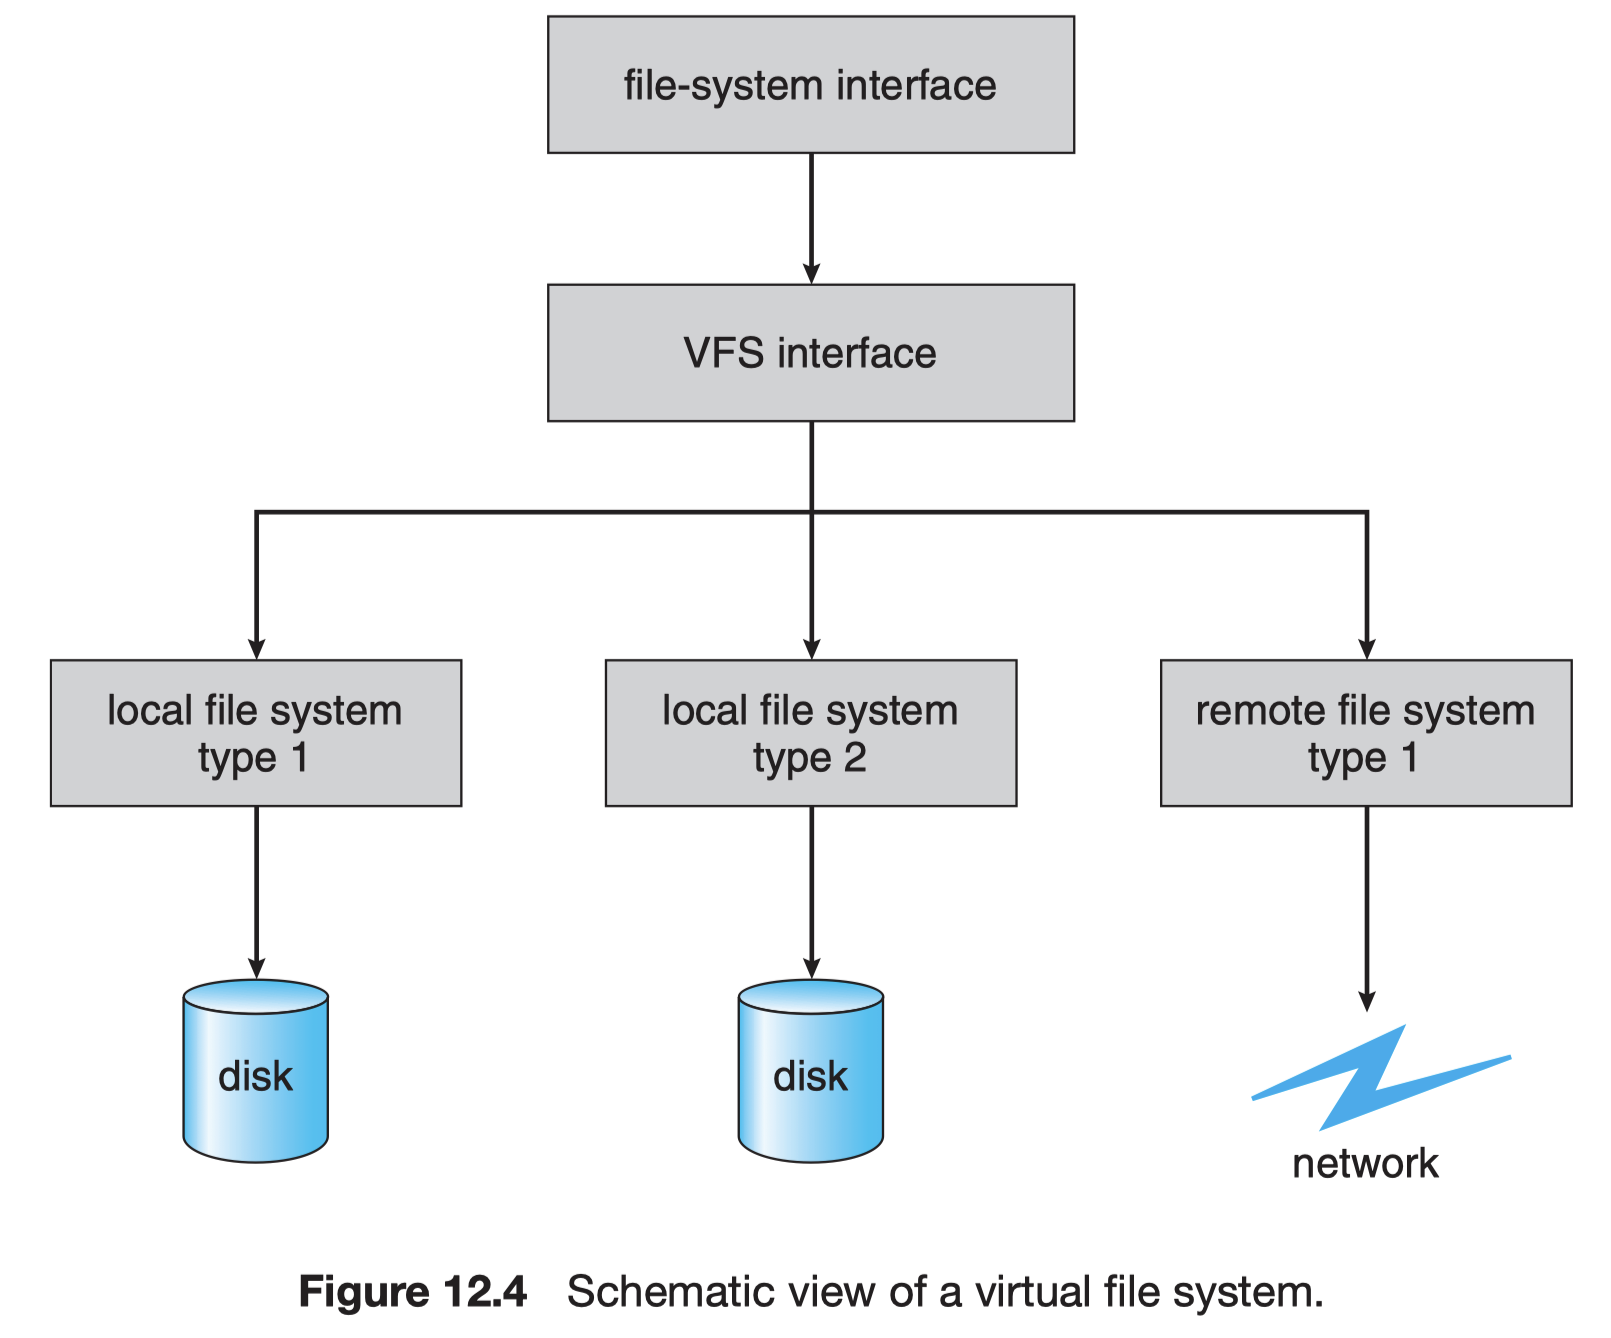 file-system interface
VFS interface
local file system
type 1
local file system
type 2
remote file system
type 1
disk
disk
network
Figure 12.4 Schematic view of a virtual file system.